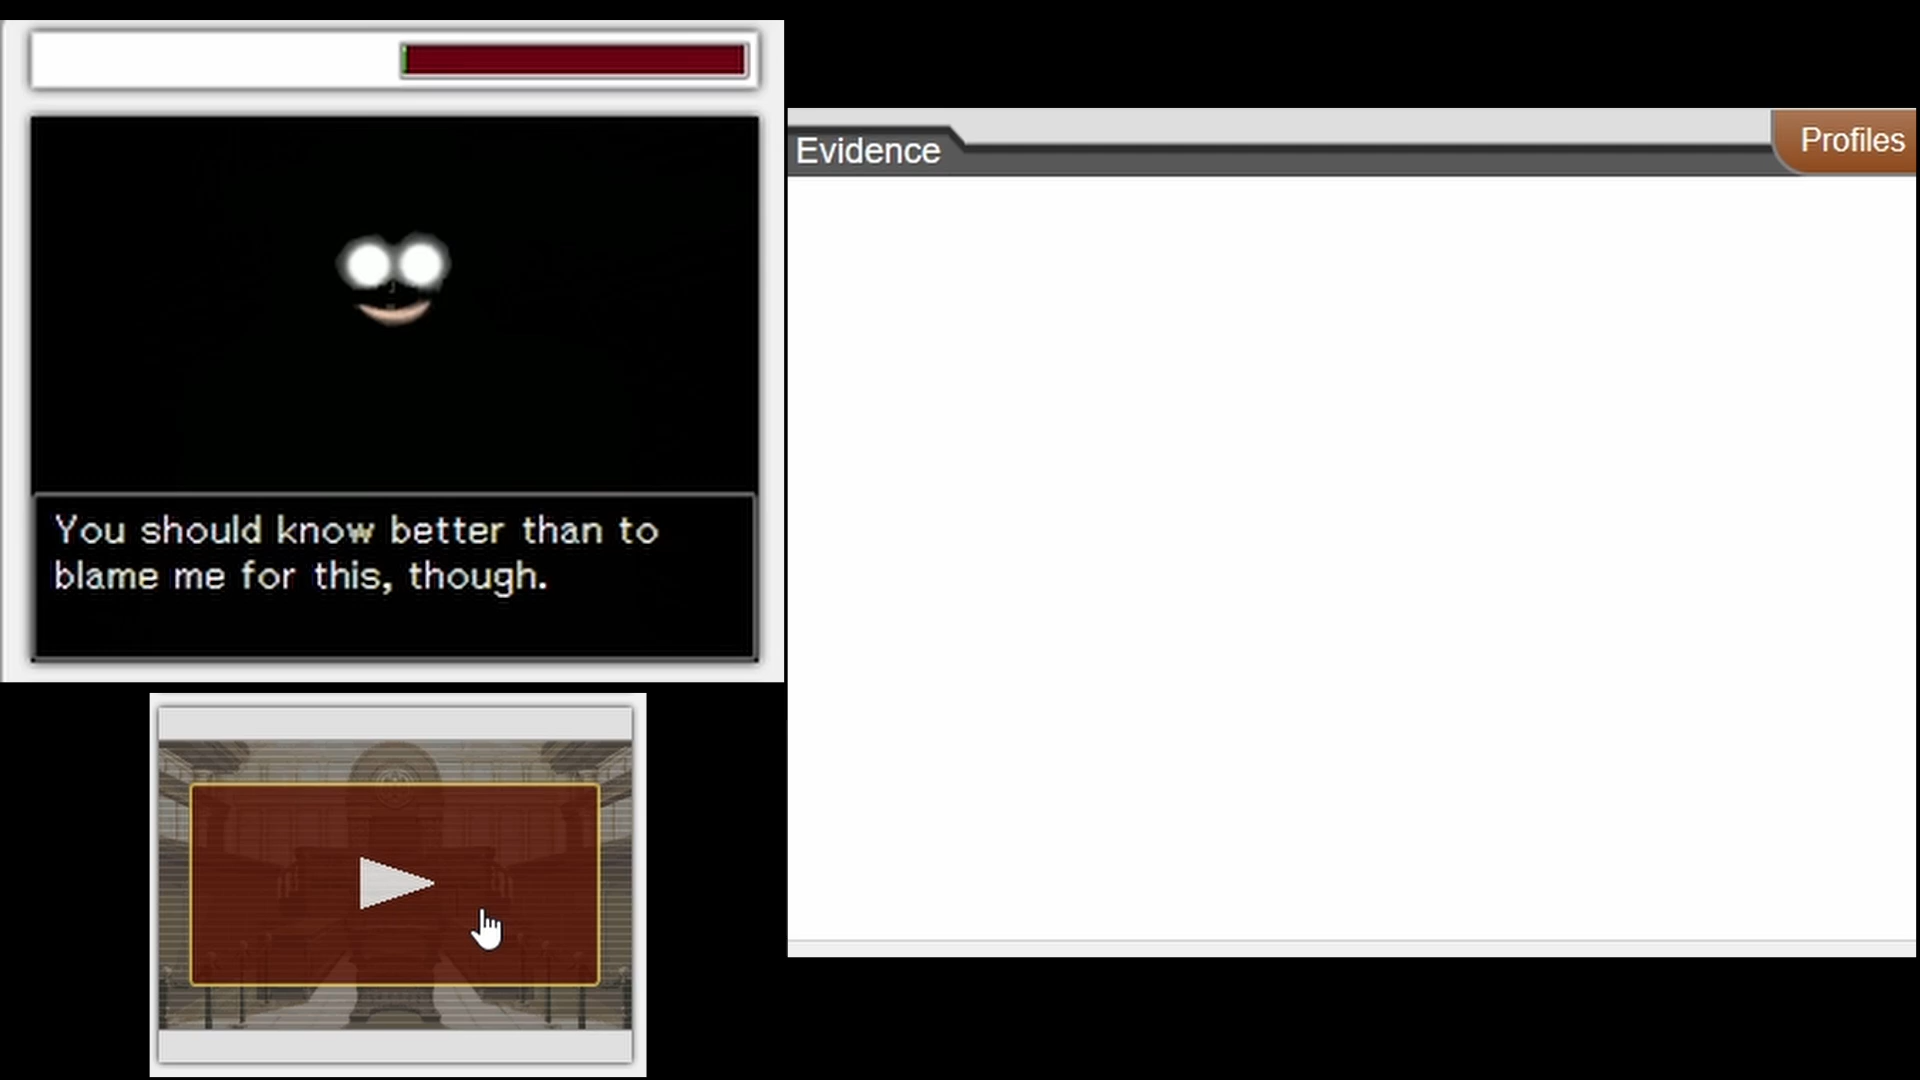 You should know better than to
blame me for this, though.
Evidence
Profiles